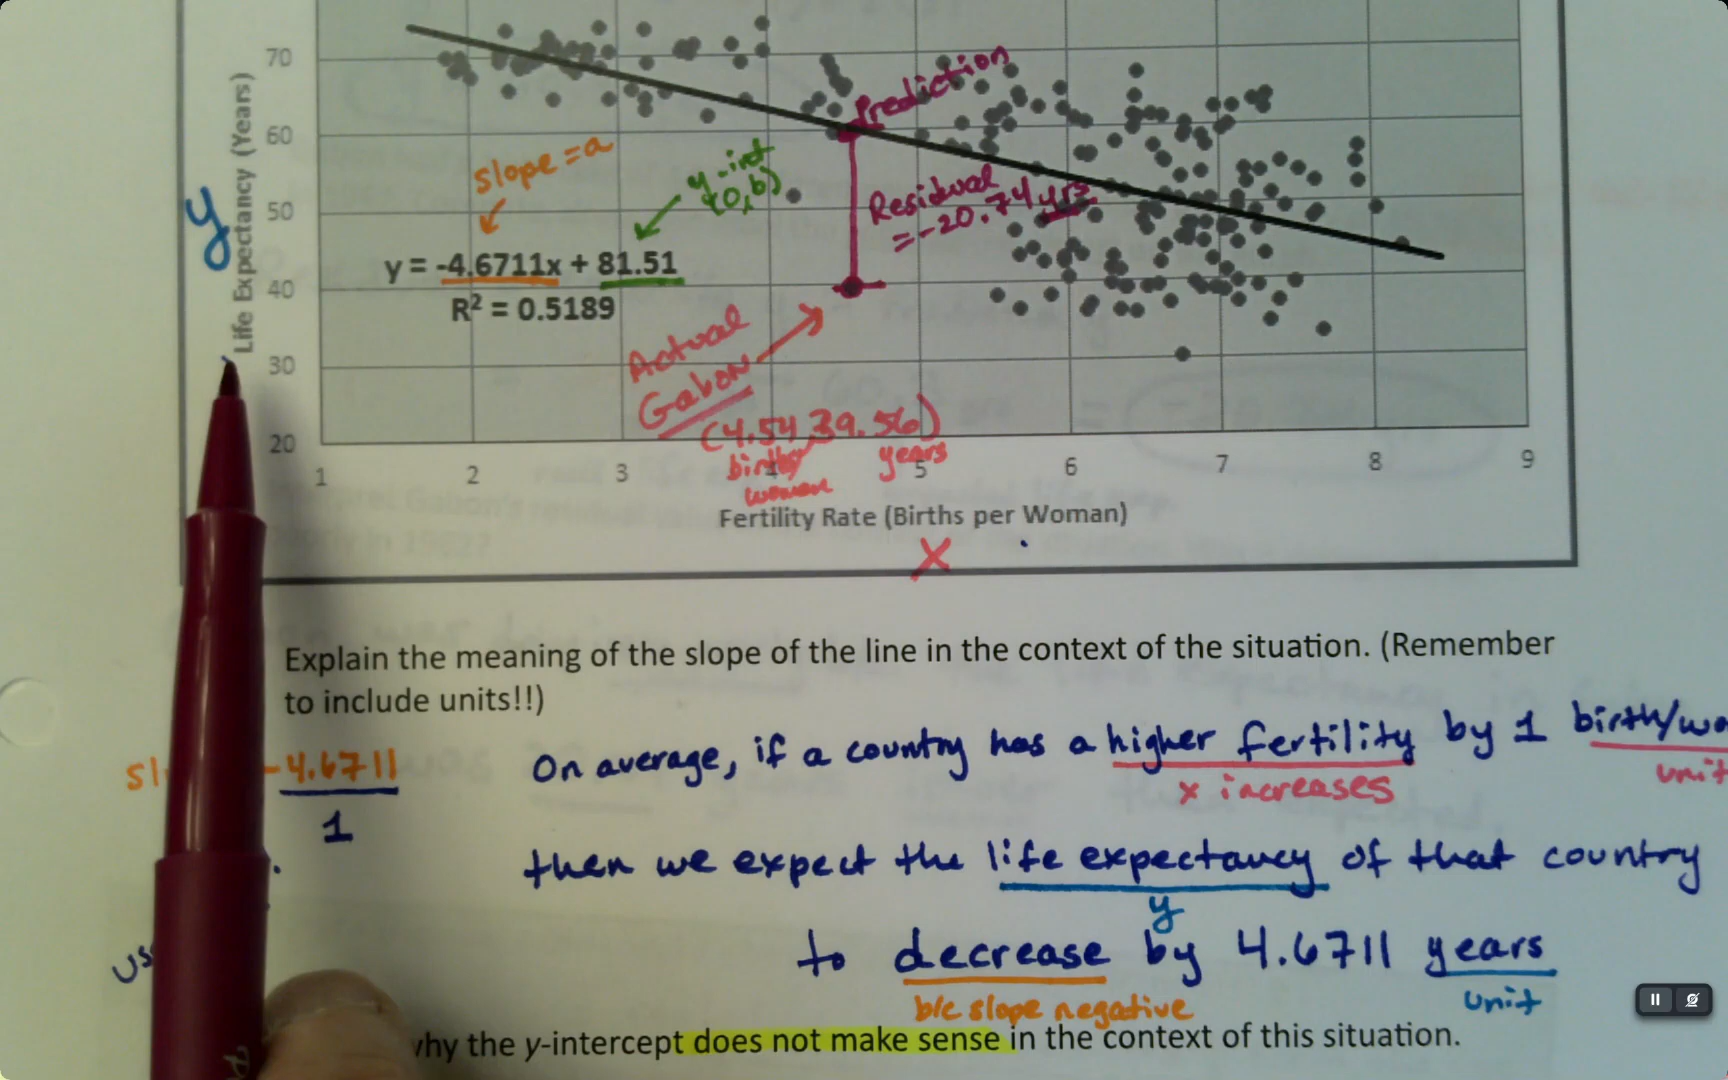 70
60
50
40
30
20
1 2 3 4 5 6 7 8 9
Life Expectancy (Years)
y
Prediction
slope = a
y-int
(0, b)
Residual
= -20.74 yrs
y = -4.6711x + 81.51
R² = 0.5189
Actual
Gabon
(4.54, 39.56)
births years
woman
Fertility Rate (Births per Woman)
X
Explain the meaning of the slope of the line in the context of the situation. (Remember
to include units!!)
-4.6711
1
On average, if a country has a higher fertility by 1 birth/wo
x increases unit
then we expect the life expectancy of that country
y
to decrease by 4.6711 years
b/c slope negative unit
why the y-intercept does not make sense in the context of this situation.